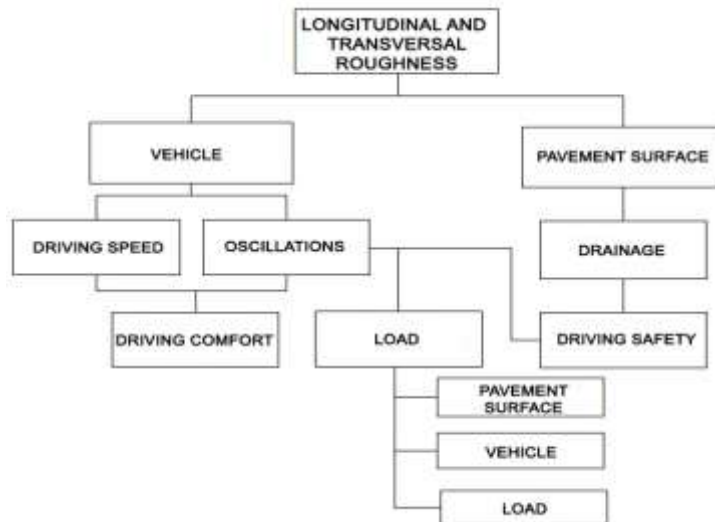 LONGITUDINAL AND
TRANSVERSAL
ROUGHNESS
VEHICLE
PAVEMENT SURFACE
DRIVING SPEED
OSCILLATIONS
DRAINAGE
DRIVING COMFORT
LOAD
DRIVING SAFETY
PAVEMENT
SURFACE
VEHICLE
LOAD